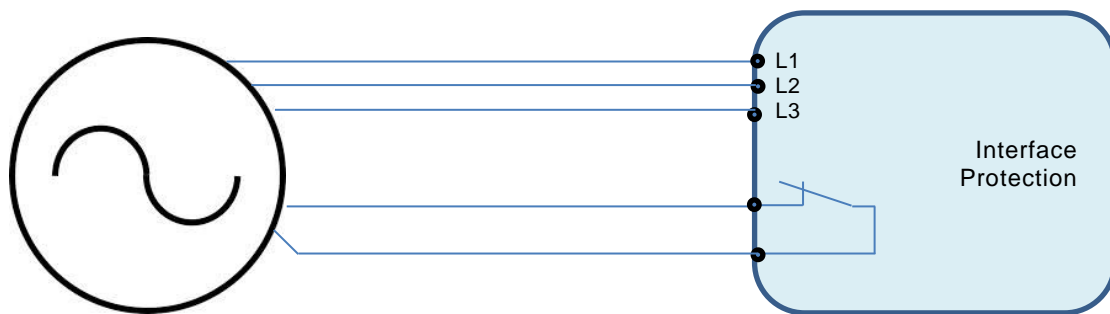 L1
L2
L3
Interface
Protection